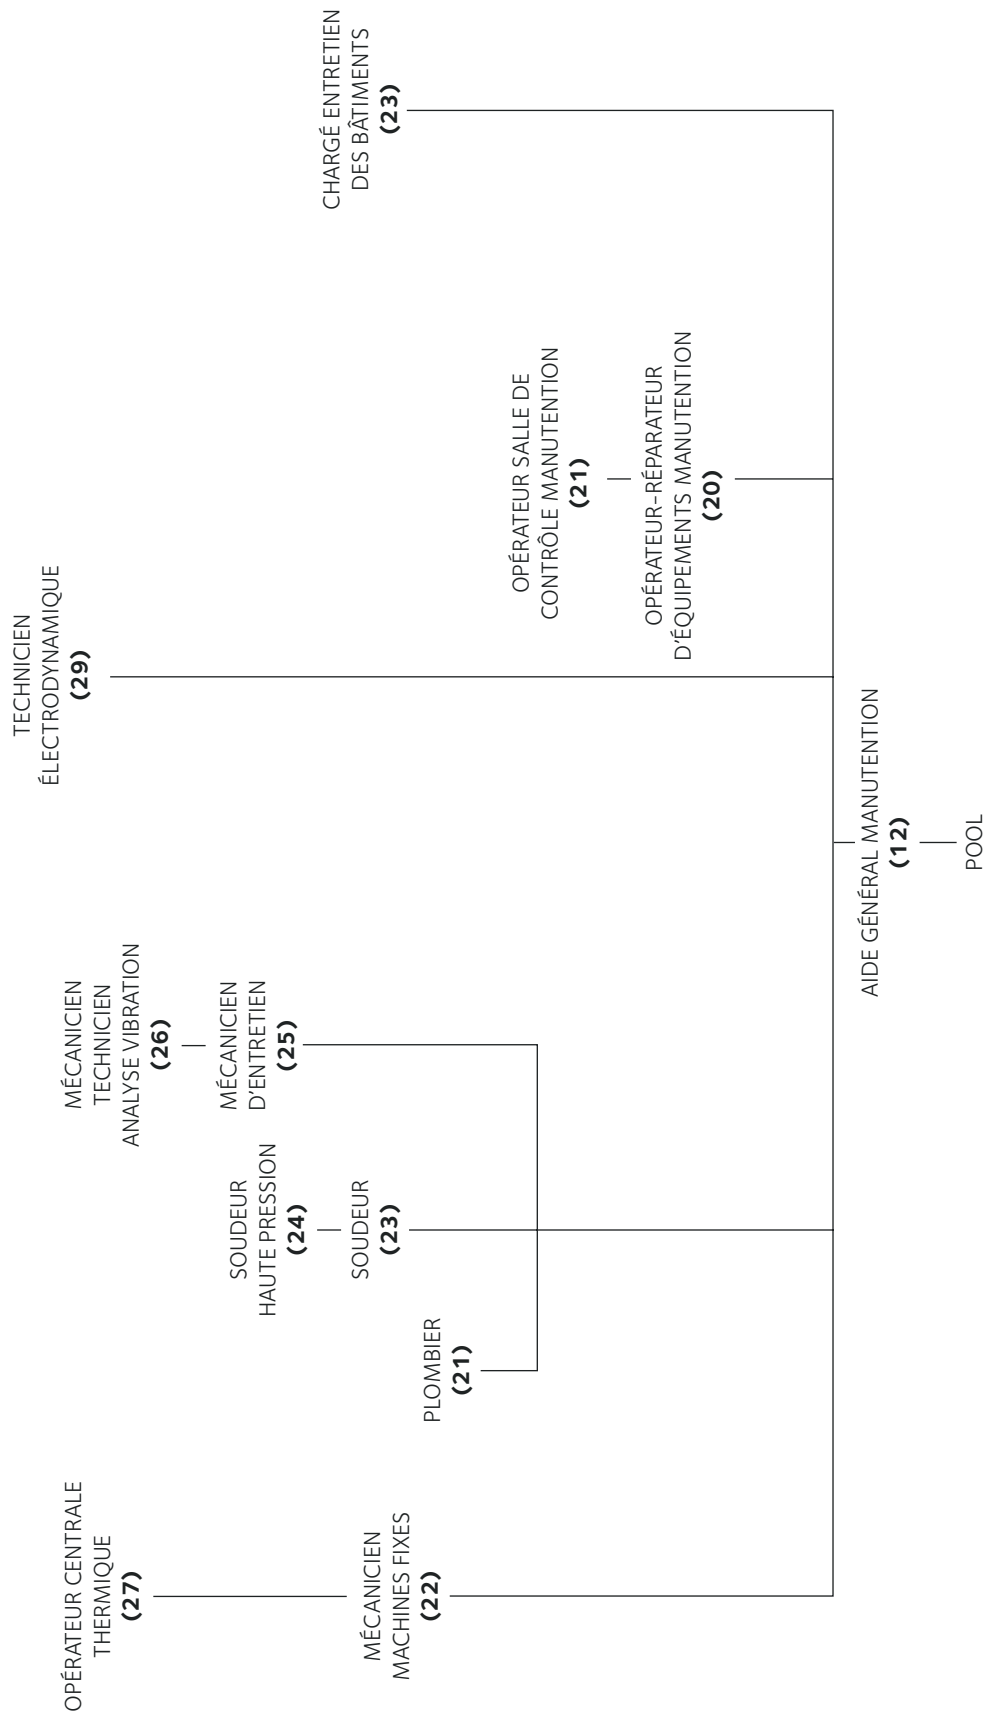 OPÉRATEUR CENTRALE
THERMIQUE
(27)
MÉCANICIEN
MACHINES FIXES
(22)
PLOMBIER
(21)
SOUDEUR
HAUTE PRESSION
(24)
SOUDEUR
(23)
MÉCANICIEN
TECHNICIEN
ANALYSE VIBRATION
(26)
MÉCANICIEN
D'ENTRETIEN
(25)
TECHNICIEN
ÉLECTRODYNAMIQUE
(29)
OPÉRATEUR SALLE DE
CONTRÔLE MANUTENTION
(21)
OPÉRATEUR-RÉPARATEUR
D'ÉQUIPEMENTS MANUTENTION
(20)
CHARGÉ ENTRETIEN
DES BÂTIMENTS
(23)
AIDE GÉNÉRAL MANUTENTION
(12)
POOL